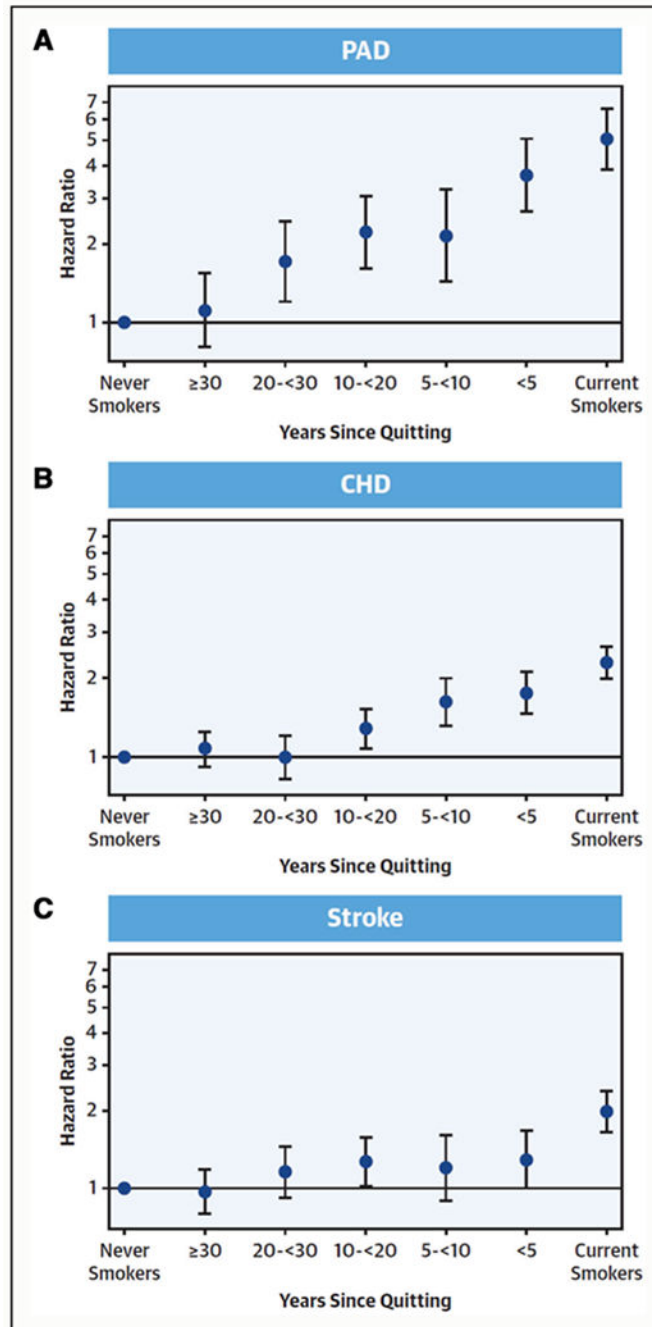 A
PAD
Hazard Ratio
7
6
5
4
3
2
1
Never Smokers
≥30
20-<30
10-<20
5-<10
<5
Current Smokers
Years Since Quitting
B
CHD
Hazard Ratio
7
6
5
4
3
2
1
Never Smokers
≥30
20-<30
10-<20
5-<10
<5
Current Smokers
Years Since Quitting
C
Stroke
Hazard Ratio
7
6
5
4
3
2
1
Never Smokers
≥30
20-<30
10-<20
5-<10
<5
Current Smokers
Years Since Quitting